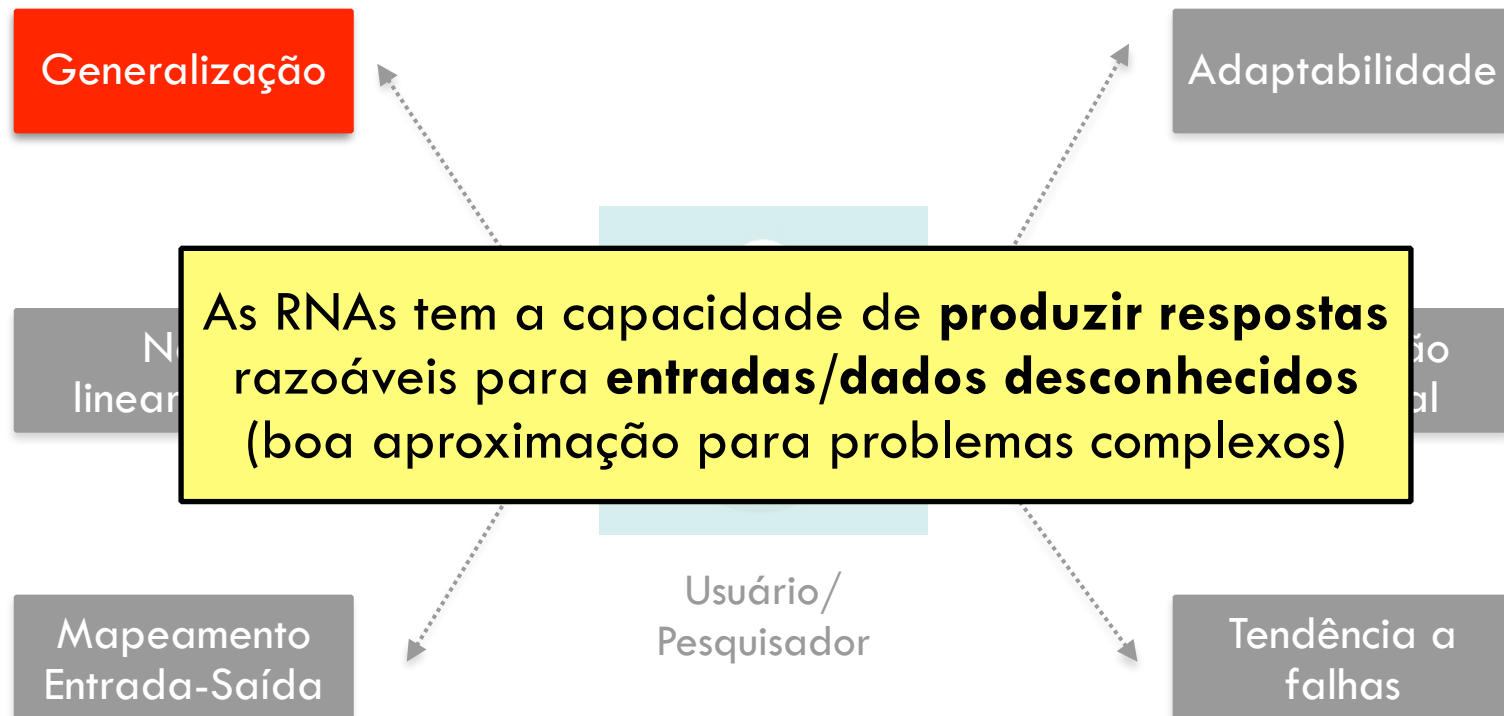 Generalização
Adaptabilidade
As RNAs tem a capacidade de produzir respostas
razoáveis para entradas/dados desconhecidos
(boa aproximação para problemas complexos)
Usuário/
Pesquisador
Mapeamento
Entrada-Saída
Tendência a
falhas